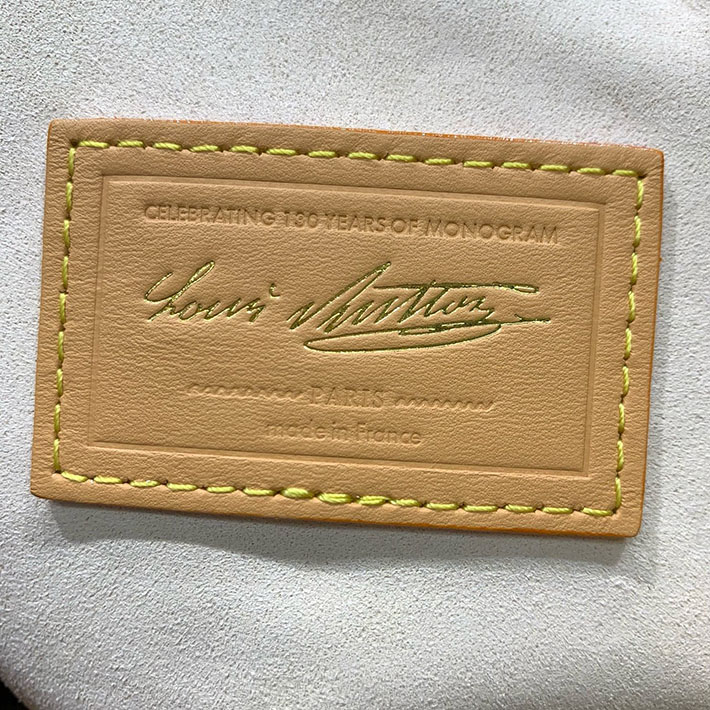 CELEBRATING 130 YEARS OF MONOGRAM
Louis Vuitton
PARIS
made in France